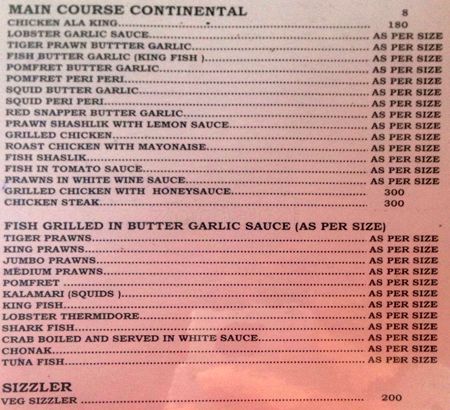 MAIN COURSE CONTINENTAL 8
CHICKEN ALA KING 180
LOBSTER GARLIC SAUCE AS PER SIZE
TIGER PRAWN BUTTTER GARLIC AS PER SIZE
FISH BUTTER GARLIC (KING FISH ) AS PER SIZE
POMFRET BUTTER GARLIC AS PER SIZE
POMFRET PERI PERI AS PER SIZE
SQUID BUTTER GARLIC AS PER SIZE
SQUID PERI PERI AS PER SIZE
RED SNAPPER BUTTER GARLIC AS PER SIZE
PRAWN SHASHLIK WITH LEMON SAUCE AS PER SIZE
GRILLED CHICKEN AS PER SIZE
ROAST CHICKEN WITH MAYONAISE AS PER SIZE
FISH SHASLIK AS PER SIZE
FISH IN TOMATO SAUCE AS PER SIZE
PRAWNS IN WHITE WINE SAUCE AS PER SIZE
GRILLED CHICKEN WITH HONEYSAUCE 300
CHICKEN STEAK 300
FISH GRILLED IN BUTTER GARLIC SAUCE (AS PER SIZE)
TIGER PRAWNS AS PER SIZE
KING PRAWNS AS PER SIZE
JUMBO PRAWNS AS PER SIZE
MEDIUM PRAWNS AS PER SIZE
POMFRET AS PER SIZE
KALAMARI (SQUIDS ) AS PER SIZE
KING FISH AS PER SIZE
LOBSTER THERMIDORE AS PER SIZE
SHARK FISH AS PER SIZE
CRAB BOILED AND SERVED IN WHITE SAUCE AS PER SIZE
CHONAK AS PER SIZE
TUNA FISH AS PER SIZE
SIZZLER
VEG SIZZLER 200